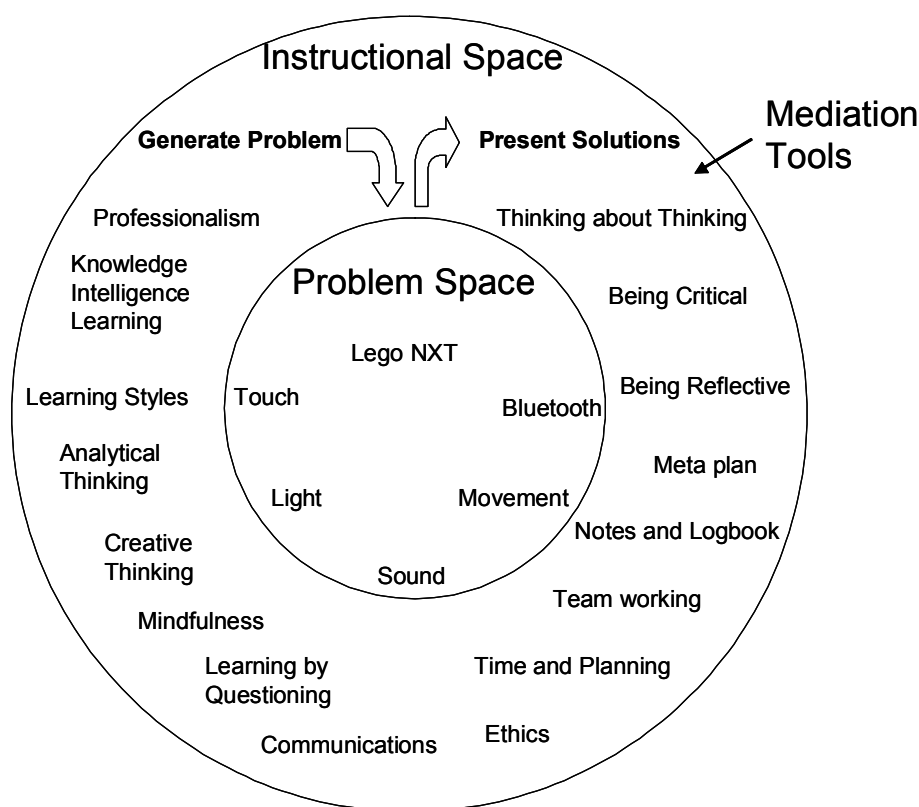 Instructional Space
Generate Problem
Present Solutions
Mediation
Tools
Professionalism
Thinking about Thinking
Knowledge
Intelligence
Learning
Problem Space
Being Critical
Lego NXT
Learning Styles
Touch
Bluetooth
Being Reflective
Analytical
Thinking
Meta plan
Light
Movement
Notes and Logbook
Creative
Thinking
Sound
Team working
Mindfulness
Learning by
Questioning
Time and Planning
Communications
Ethics